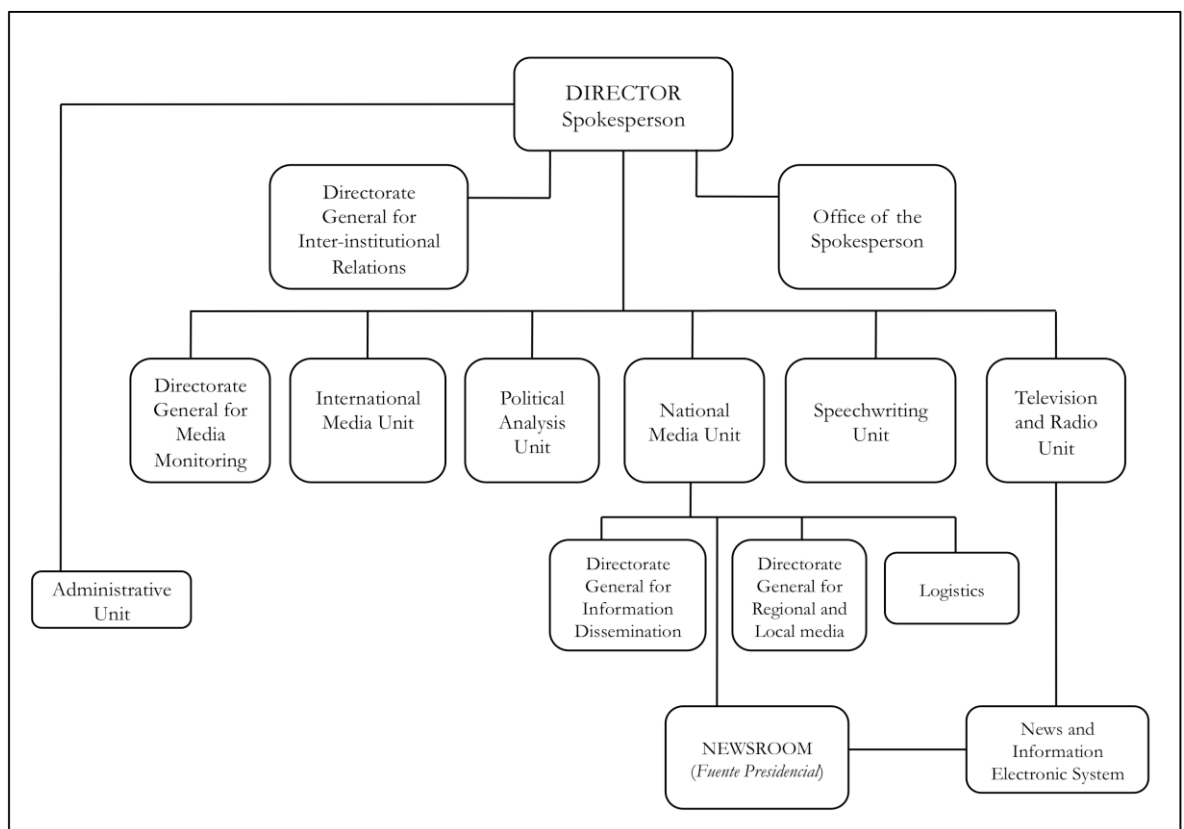 DIRECTOR
Spokesperson
Directorate
General for
Inter-institutional
Relations
Office of the
Spokesperson
Directorate
General for
Media
Monitoring
International
Media Unit
Political
Analysis
Unit
National
Media Unit
Speechwriting
Unit
Television
and Radio
Unit
Administrative
Unit
Directorate
General for
Information
Dissemination
Directorate
General for
Regional and
Local media
Logistics
NEWSROOM
(Fuente Presidencial)
News and
Information
Electronic System